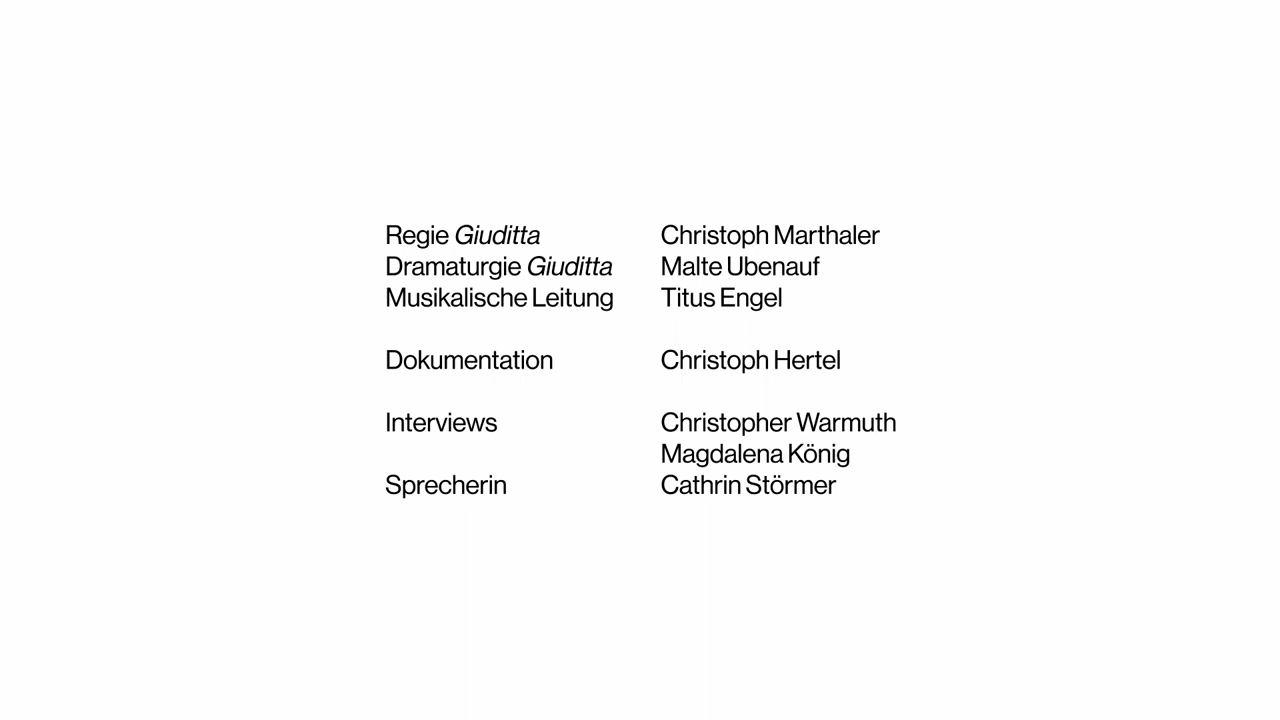 Regie Giuditta Christoph Marthaler
Dramaturgie Giuditta Malte Ubenauf
Musikalische Leitung Titus Engel
Dokumentation Christoph Hertel
Interviews Christopher Warmuth
Magdalena König
Sprecherin Cathrin Störmer